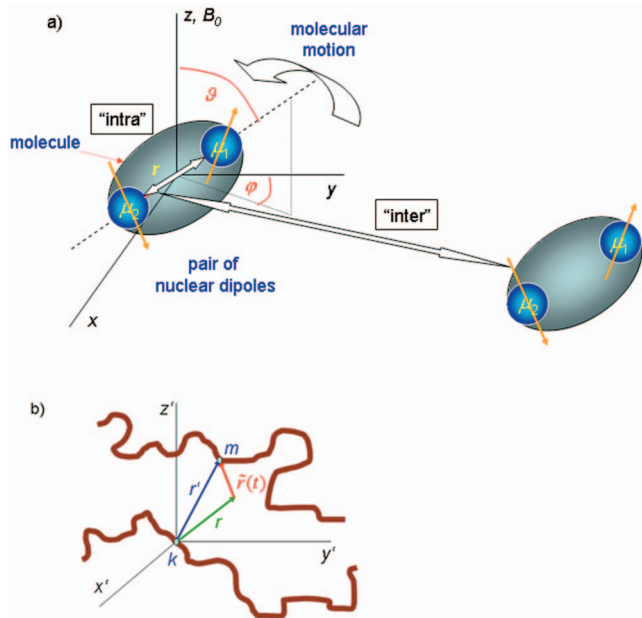 a)
z, B₀
molecular
motion
ϑ
"intra"
molecule
μ₁
r
y
φ
μ₂
"inter"
μ₁
pair of
nuclear dipoles
μ₂
x
b)
z'
m
r̃(t)
r'
r
k
y'
x'